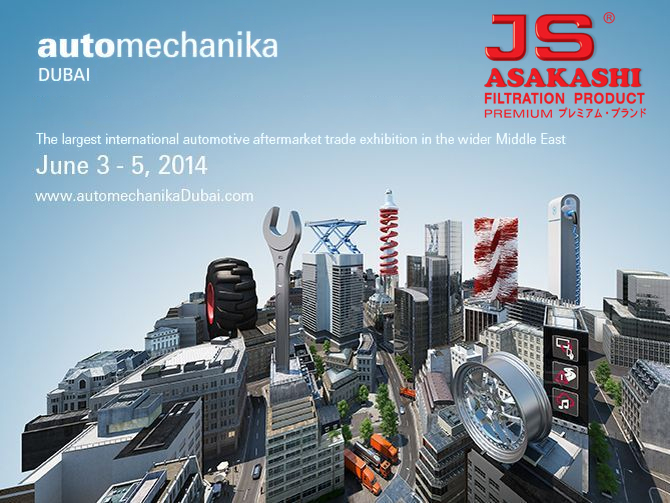 automechanika
DUBAI
JS®
ASAKASHI
FILTRATION PRODUCT
PREMIUM プレミアム・ブランド
The largest international automotive aftermarket trade exhibition in the wider Middle East
June 3 - 5, 2014
www.automechanikaDubai.com